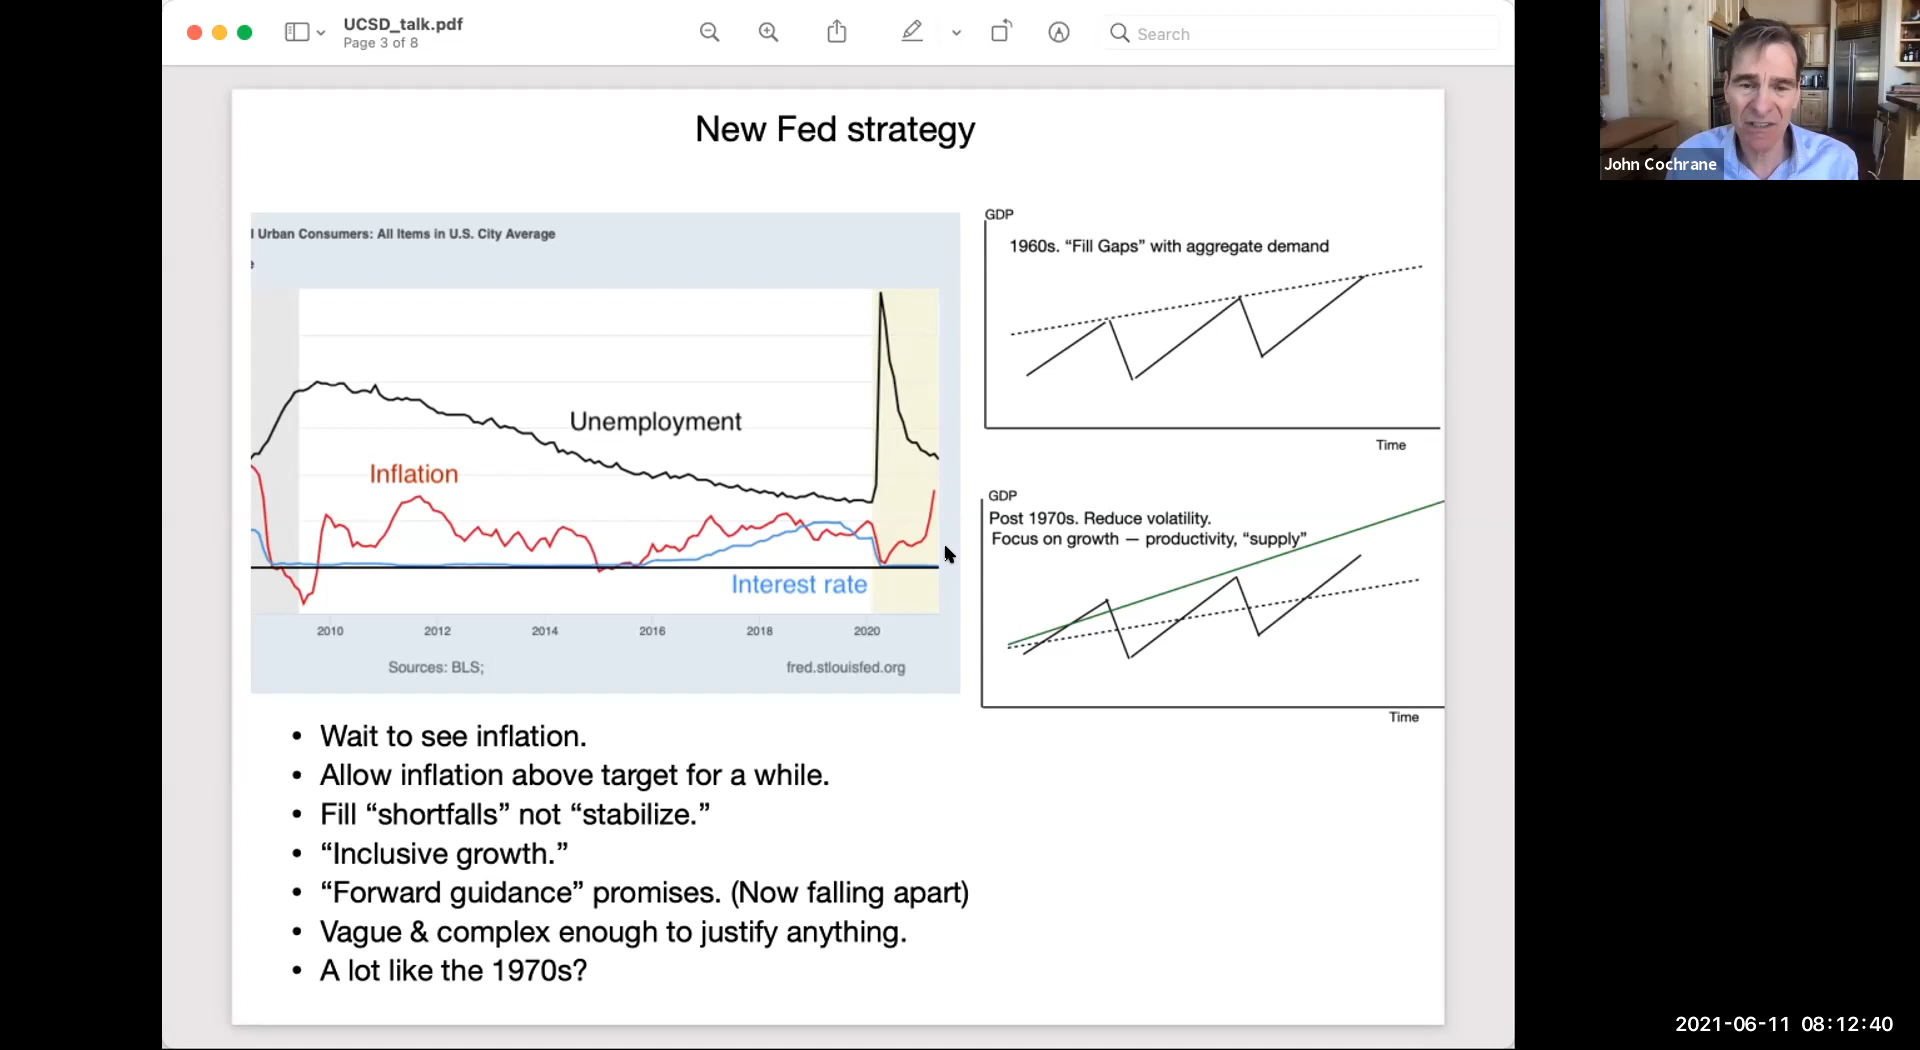 UCSD_talk.pdf
Page 3 of 8
Search
John Cochrane
New Fed strategy
l Urban Consumers: All Items in U.S. City Average
e
Unemployment
Inflation
Interest rate
2010 2012 2014 2016 2018 2020
Sources: BLS; fred.stlouisfed.org
GDP
1960s. “Fill Gaps” with aggregate demand
Time
GDP
Post 1970s. Reduce volatility.
Focus on growth — productivity, “supply”
Time
• Wait to see inflation.
• Allow inflation above target for a while.
• Fill “shortfalls” not “stabilize.”
• “Inclusive growth.”
• “Forward guidance” promises. (Now falling apart)
• Vague & complex enough to justify anything.
• A lot like the 1970s?
2021-06-11 08:12:40